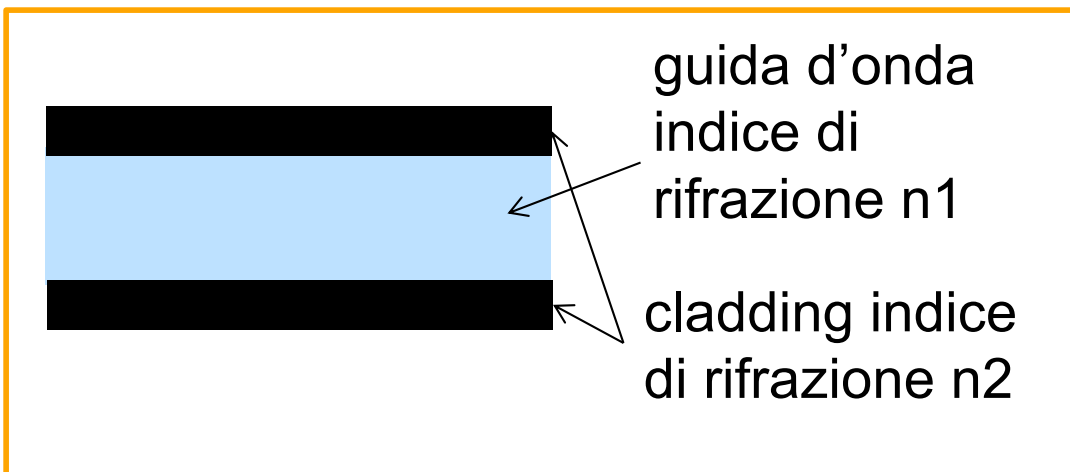 guida d’onda
indice di
rifrazione n1
cladding indice
di rifrazione n2